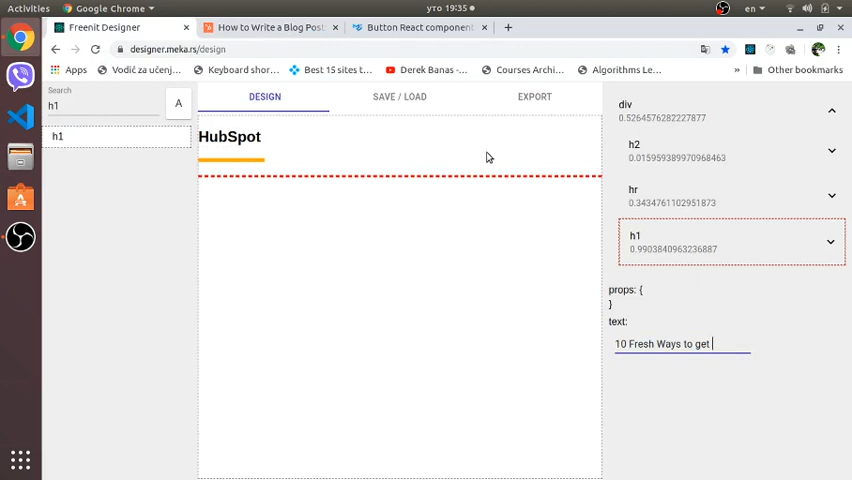 Activities
Google Chrome
уто 19:35
en
Freenit Designer
How to Write a Blog Post:
Button React component
designer.meka.rs/design
Apps
Vodič za učenj...
Keyboard shor...
Best 15 sites t...
Derek Banas -...
Courses Archi...
Algorithms Le...
»
Other bookmarks
Search
h1
A
h1
DESIGN
SAVE / LOAD
EXPORT
HubSpot
div
0.5264576282227877
h2
0.015959389970968463
hr
0.3434761102951873
h1
0.9903840963236887
props: {
}
text:
10 Fresh Ways to get